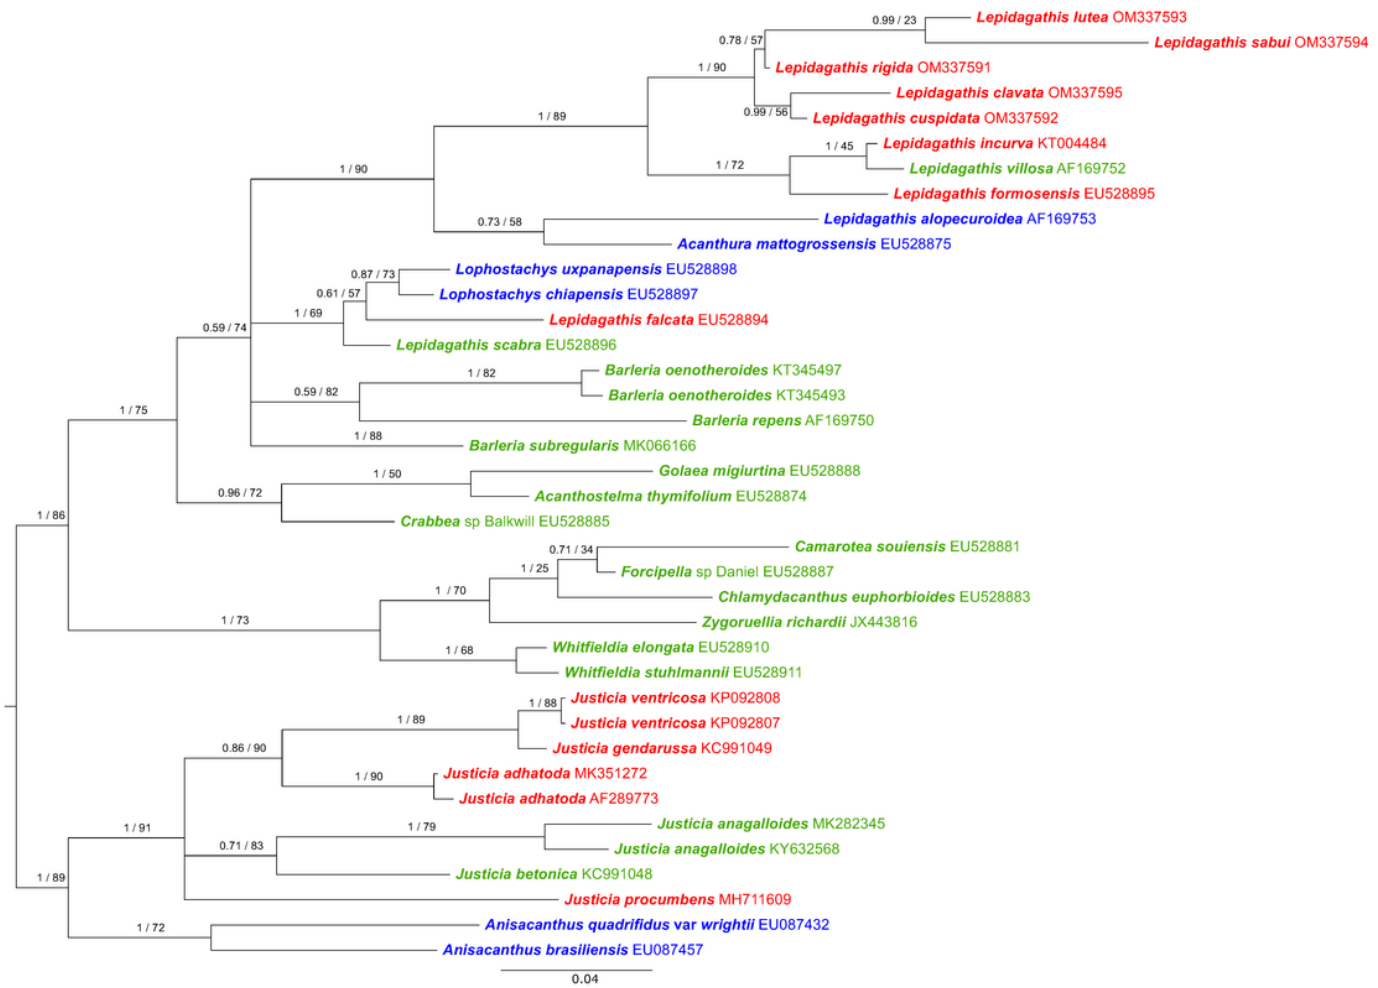 0.99 / 23
Lepidagathis lutea OM337593
Lepidagathis sabui OM337594
0.78 / 57
1 / 90
Lepidagathis rigida OM337591
Lepidagathis clavata OM337595
0.99 / 56
Lepidagathis cuspidata OM337592
1 / 89
1 / 45
Lepidagathis incurva KT004484
1 / 72
Lepidagathis villosa AF169752
1 / 90
Lepidagathis formosensis EU528895
0.73 / 58
Lepidagathis alopecuroidea AF169753
Acanthura mattogrossensis EU528875
0.87 / 73
Lophostachys uxpanapensis EU528898
0.61 / 57
Lophostachys chiapensis EU528897
1 / 69
Lepidagathis falcata EU528894
0.59 / 74
Lepidagathis scabra EU528896
1 / 82
Barleria oenotheroides KT345497
0.59 / 82
Barleria oenotheroides KT345493
1 / 75
Barleria repens AF169750
1 / 88
Barleria subregularis MK066166
1 / 50
Golaea migiurtina EU528888
0.96 / 72
Acanthostelma thymifolium EU528874
1 / 86
Crabbea sp Balkwill EU528885
0.71 / 34
Camarotea souiensis EU528881
1 / 25
Forcipella sp Daniel EU528887
1 / 70
Chlamydacanthus euphorbioides EU528883
1 / 73
Zygoruellia richardii JX443816
1 / 68
Whitfieldia elongata EU528910
Whitfieldia stuhlmannii EU528911
1 / 88
Justicia ventricosa KP092808
1 / 89
Justicia ventricosa KP092807
0.86 / 90
Justicia gendarussa KC991049
1 / 90
Justicia adhatoda MK351272
Justicia adhatoda AF289773
1 / 91
1 / 79
Justicia anagalloides MK282345
0.71 / 83
Justicia anagalloides KY632568
1 / 89
Justicia betonica KC991048
Justicia procumbens MH711609
1 / 72
Anisacanthus quadrifidus var wrightii EU087432
Anisacanthus brasiliensis EU087457
0.04